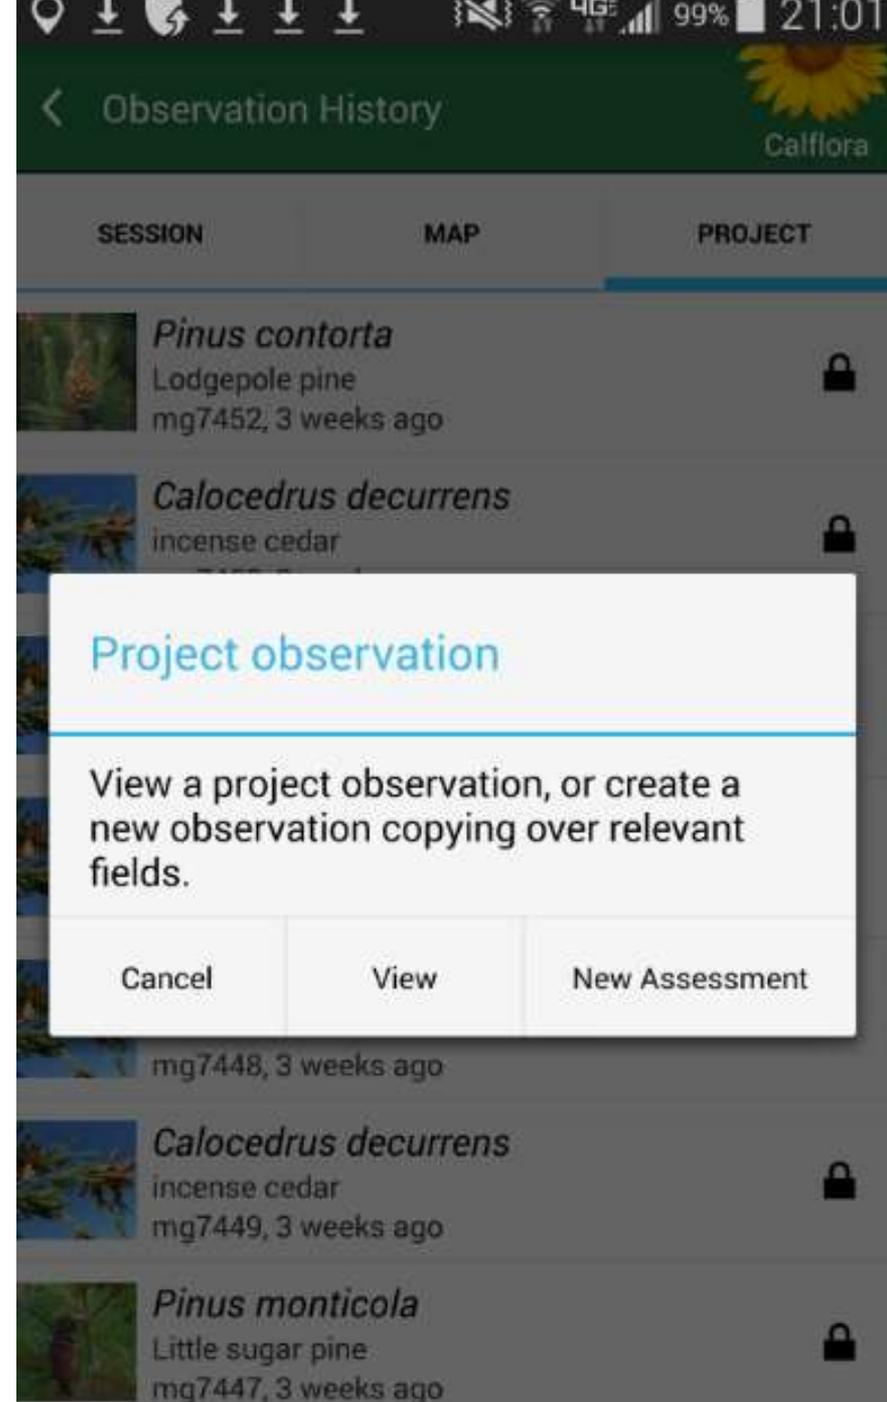 4G 99% 21:01
Observation History
Calflora
SESSION MAP PROJECT
Pinus contorta
Lodgepole pine
mg7452, 3 weeks ago
Calocedrus decurrens
incense cedar
Project observation
View a project observation, or create a
new observation copying over relevant
fields.
Cancel View New Assessment
mg7448, 3 weeks ago
Calocedrus decurrens
incense cedar
mg7449, 3 weeks ago
Pinus monticola
Little sugar pine
mg7447, 3 weeks ago